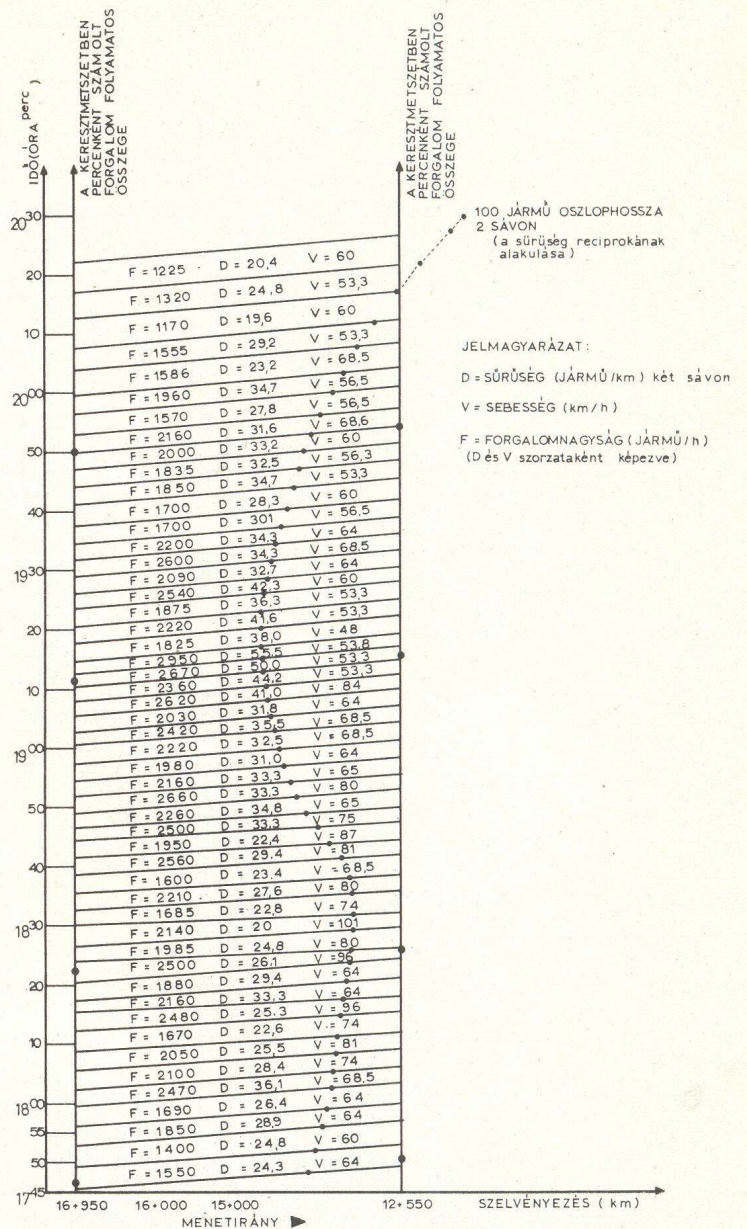 A KERESZTMETSZETBEN
PERCENKÉNT SZÁMOLT
FORGALOM FOLYAMATOS
ÖSSZEGE
A KERESZTMETSZETBEN
PERCENKÉNT SZÁMOLT
FORGALOM FOLYAMATOS
ÖSSZEGE
IDŐ(ÓRA perc)
100 JÁRMŰ OSZLOPHOSSZA
2 SÁVON
(a sűrűség reciprokának
alakulása)
JELMAGYARÁZAT:
D = SŰRŰSÉG (JÁRMŰ/km) két sávon
V = SEBESSÉG (km/h)
F = FORGALOMNAGYSÁG (JÁRMŰ/h)
(D és V szorzataként képezve)
20 30
20
10
20 00
50
40
19 30
20
10
19 00
50
40
18 30
20
10
18 00
55
50
17 45
F = 1225 D = 20,4 V = 60
F = 1320 D = 24,8 V = 53,3
F = 1170 D = 19,6 V = 60
F = 1555 D = 29,2 V = 53,3
F = 1586 D = 23,2 V = 68,5
F = 1960 D = 34,7 V = 56,5
F = 1570 D = 27,8 V = 56,5
F = 2160 D = 31,6 V = 68,6
F = 2000 D = 33,2 V = 60
F = 1835 D = 32,5 V = 56,3
F = 1850 D = 34,7 V = 53,3
F = 1700 D = 28,3 V = 60
F = 1700 D = 301 V = 56,5
F = 2200 D = 34,3 V = 64
F = 2600 D = 34,3 V = 68,5
F = 2090 D = 32,7 V = 64
F = 2540 D = 42,3 V = 60
F = 1875 D = 36,3 V = 53,3
F = 2220 D = 41,6 V = 53,3
F = 1825 D = 38,0 V = 48
F = 2950 D = 55,5 V = 53,8
F = 2670 D = 50,0 V = 53,3
F = 2360 D = 44,2 V = 53,3
F = 2620 D = 41,0 V = 84
F = 2030 D = 31,8 V = 64
F = 2420 D = 35,5 V = 68,5
F = 2220 D = 32,5 V = 68,5
F = 1980 D = 31,0 V = 64
F = 2160 D = 33,3 V = 65
F = 2660 D = 33,3 V = 80
F = 2260 D = 34,8 V = 65
F = 2500 D = 33,3 V = 75
F = 1950 D = 22,4 V = 87
F = 2560 D = 29,4 V = 81
F = 1600 D = 23,4 V = 68,5
F = 2210 D = 27,6 V = 80
F = 1685 D = 22,8 V = 74
F = 2140 D = 20 V = 101
F = 1985 D = 24,8 V = 80
F = 2500 D = 26,1 V = 96
F = 1880 D = 29,4 V = 64
F = 2160 D = 33,3 V = 64
F = 2480 D = 25,3 V = 96
F = 1670 D = 22,6 V = 74
F = 2050 D = 25,5 V = 81
F = 2100 D = 28,4 V = 74
F = 2470 D = 36,1 V = 68,5
F = 1690 D = 26,4 V = 64
F = 1850 D = 28,9 V = 64
F = 1400 D = 24,8 V = 60
F = 1550 D = 24,3 V = 64
16+950 16+000 15+000 12+550 SZELVÉNYEZÉS (km)
MENETIRÁNY